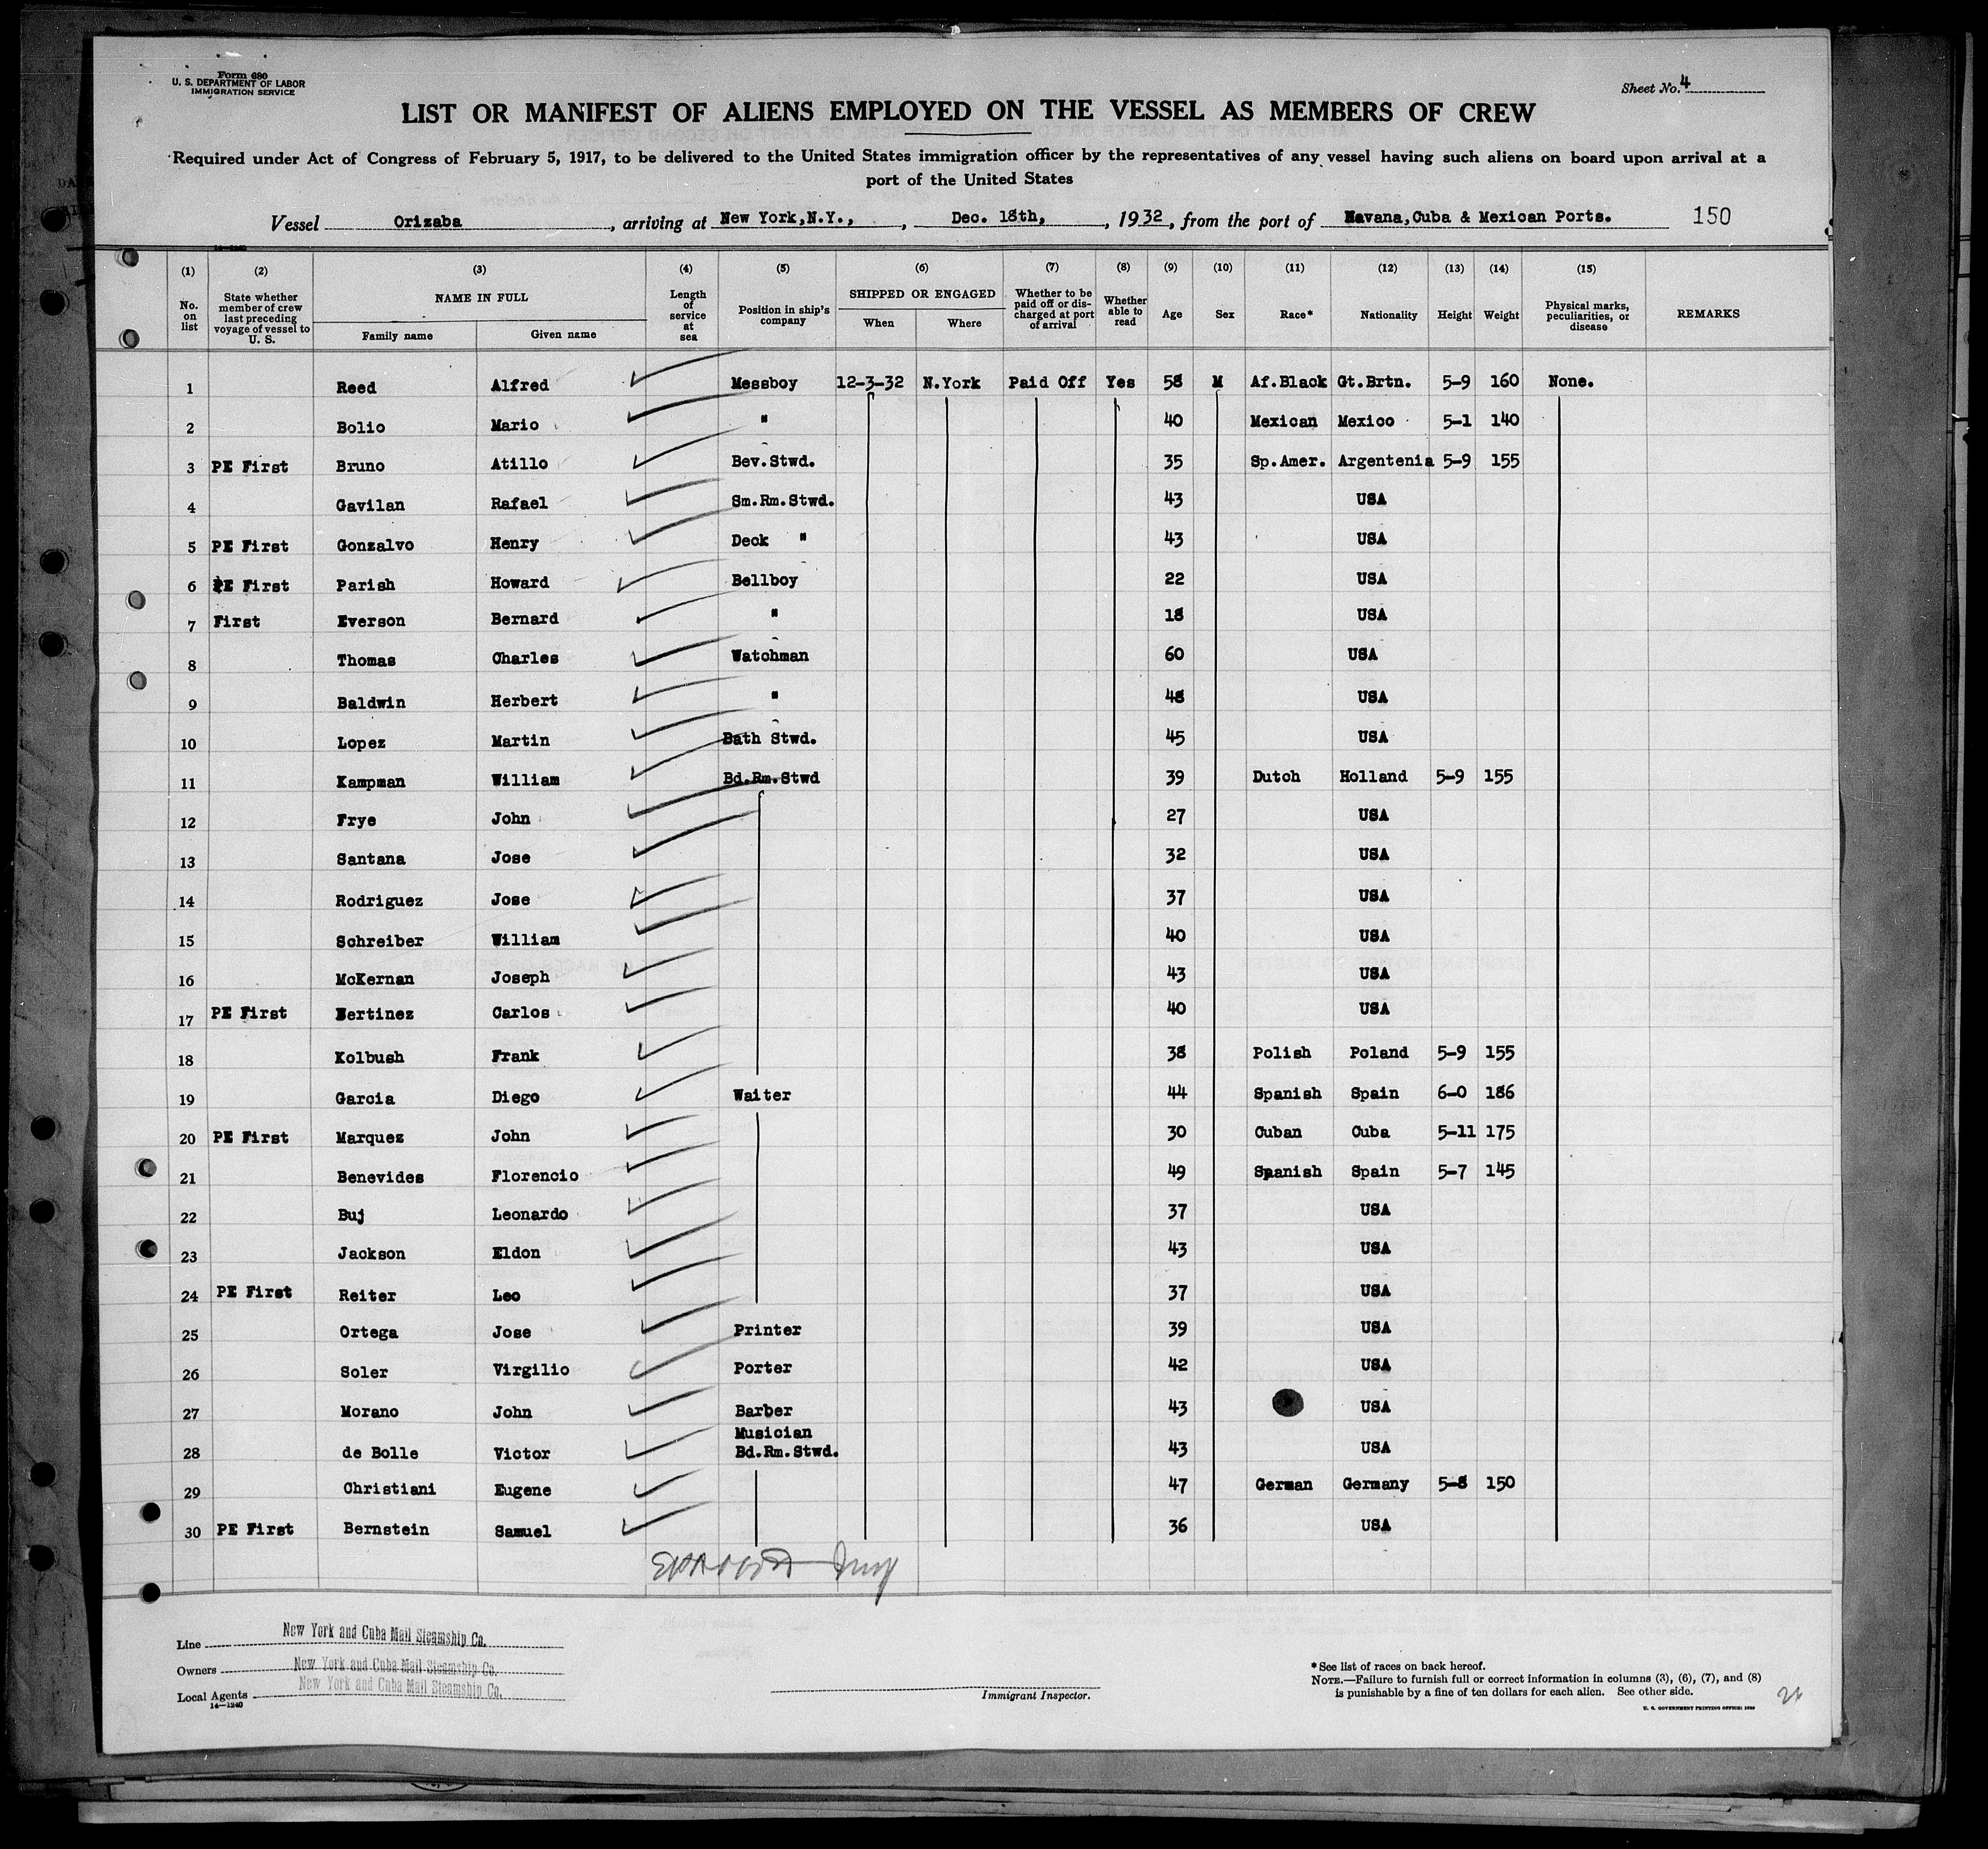 Form 680
U. S. DEPARTMENT OF LABOR
IMMIGRATION SERVICE
Sheet No. 4
LIST OR MANIFEST OF ALIENS EMPLOYED ON THE VESSEL AS MEMBERS OF CREW
Required under Act of Congress of February 5, 1917, to be delivered to the United States immigration officer by the representatives of any vessel having such aliens on board upon arrival at a
port of the United States
Vessel Orizaba, arriving at New York,N.Y., , Dec. 18th, , 1932, from the port of Havana,Cuba & Mexican Ports. 150
14-1240
(1) (2) (3) (4) (5) (6) (7) (8) (9) (10) (11) (12) (13) (14) (15)
No. on list
State whether member of crew last preceding voyage of vessel to U. S.
NAME IN FULL
Family name
Given name
Length of service at sea
Position in ship's company
SHIPPED OR ENGAGED
When
Where
Whether to be paid off or discharged at port of arrival
Whether able to read
Age
Sex
Race*
Nationality
Height
Weight
Physical marks, peculiarities, or disease
REMARKS
1 Reed Alfred Messboy 12-3-32 N.York Paid Off Yes 58 M Af.Black Gt.Brtn. 5-9 160 None.
2 Bolio Mario " 40 Mexican Mexico 5-1 140
3 PE First Bruno Atillo Bev.Stwd. 35 Sp.Amer. Argentenia 5-9 155
4 Gavilan Rafael Sm.Rm.Stwd. 43 USA
5 PE First Gonzalvo Henry Deck " 43 USA
6 PE First Parish Howard Bellboy 22 USA
7 First Everson Bernard " 18 USA
8 Thomas Charles Watchman 60 USA
9 Baldwin Herbert " 48 USA
10 Lopez Martin Bath Stwd. 45 USA
11 Kampman William Bd.Rm.Stwd 39 Dutch Holland 5-9 155
12 Frye John 27 USA
13 Santana Jose 32 USA
14 Rodriguez Jose 37 USA
15 Schreiber William 40 USA
16 McKernan Joseph 43 USA
17 PE First Nertinez Carlos 40 USA
18 Kolbush Frank 38 Polish Poland 5-9 155
19 Garcia Diego Waiter 44 Spanish Spain 6-0 186
20 PE First Marquez John 30 Cuban Cuba 5-11 175
21 Benevides Florencio 49 Spanish Spain 5-7 145
22 Buj Leonardo 37 USA
23 Jackson Eldon 43 USA
24 PE First Reiter Leo 37 USA
25 Ortega Jose Printer 39 USA
26 Soler Virgilio Porter 42 USA
27 Morano John Barber 43 USA
28 de Bolle Victor Musician Bd.Rm.Stwd. 43 USA
29 Christiani Eugene 47 German Germany 5-8 150
30 PE First Bernstein Samuel 36 USA
Line New York and Cuba Mail Steamship Co.
Owners New York and Cuba Mail Steamship Co.
Local Agents New York and Cuba Mail Steamship Co.
14-1240
Immigrant Inspector.
*See list of races on back hereof.
NOTE.—Failure to furnish full or correct information in columns (3), (6), (7), and (8)
is punishable by a fine of ten dollars for each alien. See other side.
U. S. GOVERNMENT PRINTING OFFICE: 1930